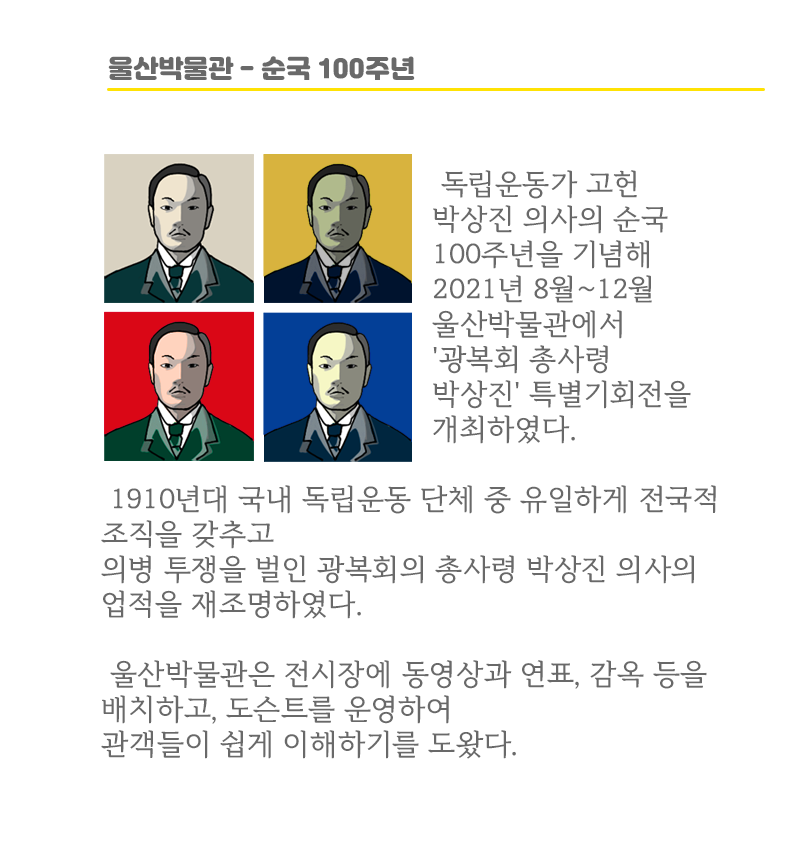 울산박물관 - 순국 100주년
독립운동가 고헌
박상진 의사의 순국
100주년을 기념해
2021년 8월~12월
울산박물관에서
'광복회 총사령
박상진' 특별기회전을
개최하였다.
1910년대 국내 독립운동 단체 중 유일하게 전국적
조직을 갖추고
의병 투쟁을 벌인 광복회의 총사령 박상진 의사의
업적을 재조명하였다.
울산박물관은 전시장에 동영상과 연표, 감옥 등을
배치하고, 도슨트를 운영하여
관객들이 쉽게 이해하기를 도왔다.